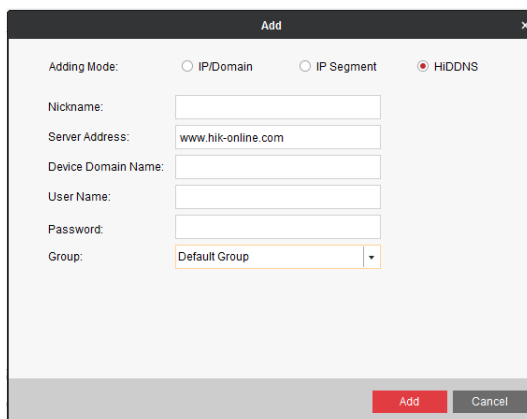 Add
Adding Mode: IP/Domain IP Segment HiDDNS
Nickname:
Server Address: www.hik-online.com
Device Domain Name:
User Name:
Password:
Group: Default Group
Add Cancel